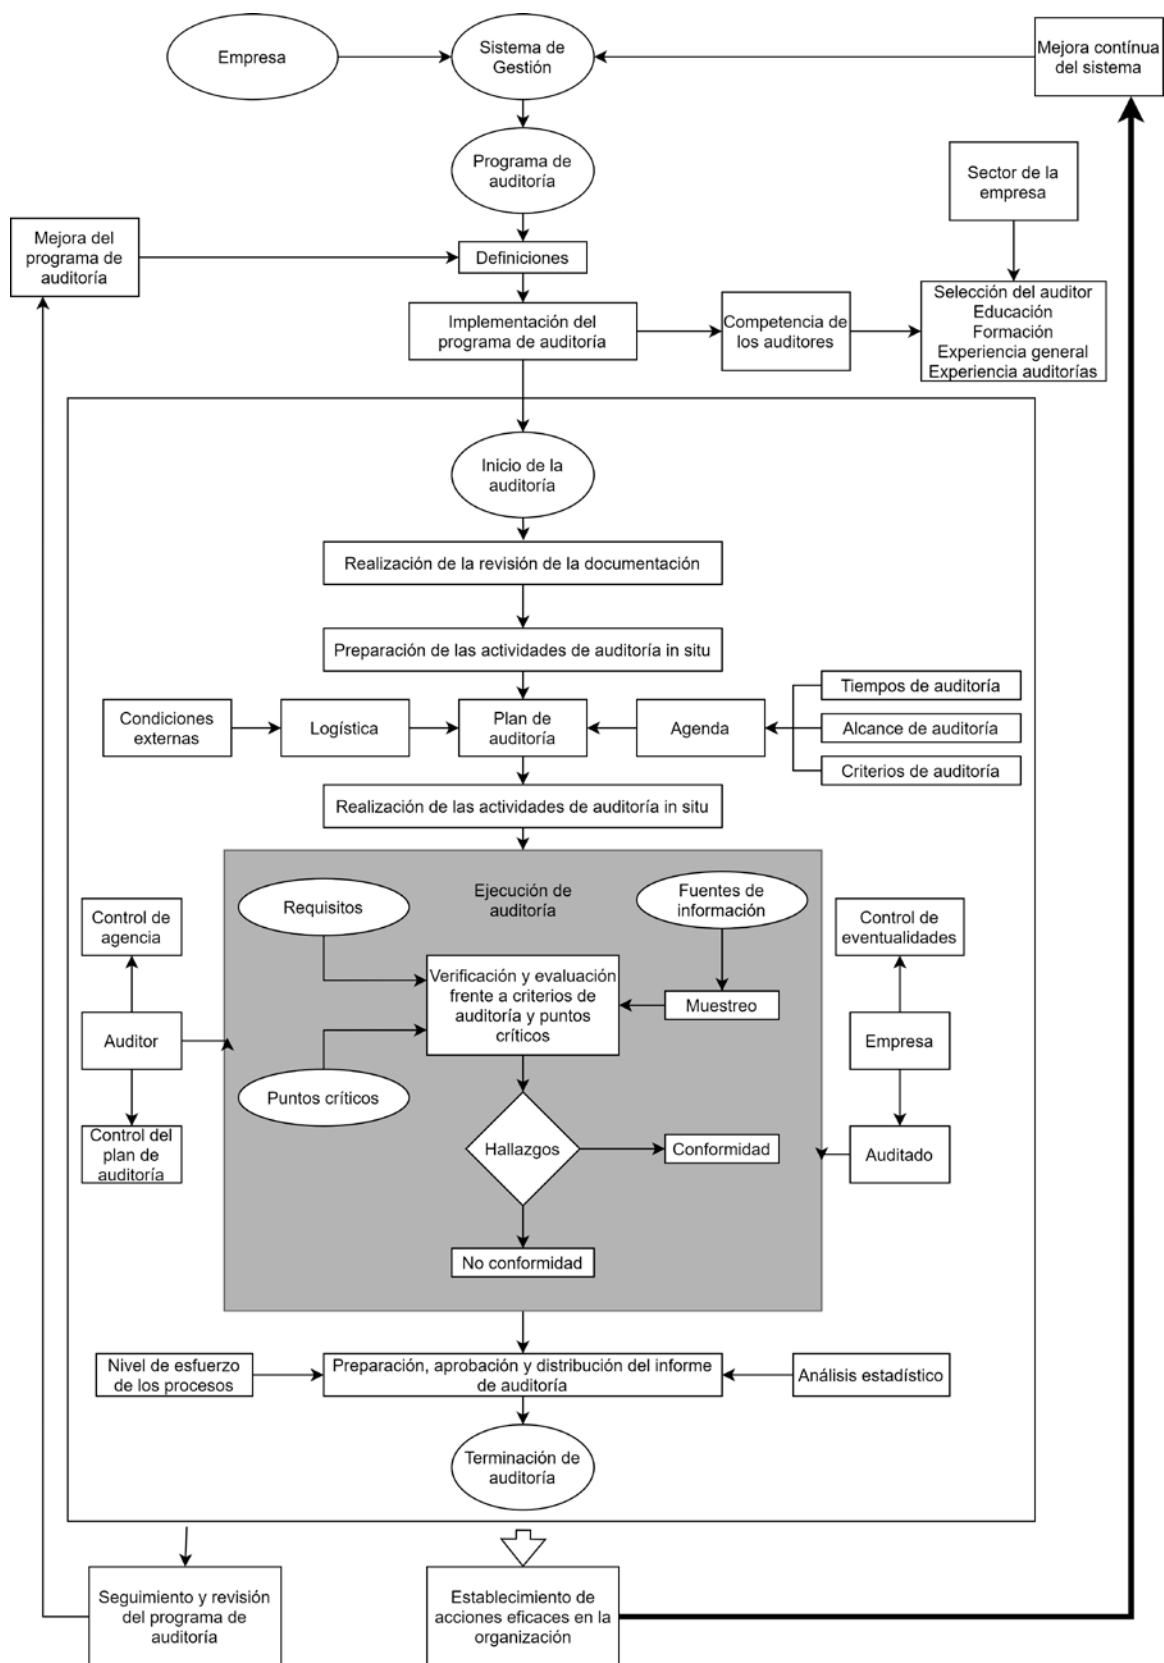 Empresa
Sistema de
Gestión
Mejora contínua
del sistema
Programa de
auditoría
Sector de la
empresa
Mejora del
programa de
auditoría
Definiciones
Implementación del
programa de auditoría
Competencia de
los auditores
Selección del auditor
Educación
Formación
Experiencia general
Experiencia auditorías
Inicio de la
auditoría
Realización de la revisión de la documentación
Preparación de las actividades de auditoría in situ
Condiciones
externas
Logística
Plan de
auditoría
Agenda
Tiempos de auditoría
Alcance de auditoría
Criterios de auditoría
Realización de las actividades de auditoría in situ
Ejecución de
auditoría
Requisitos
Fuentes de
información
Control de
agencia
Control de
eventualidades
Verificación y evaluación
frente a criterios de
auditoría y puntos
críticos
Muestreo
Auditor
Empresa
Puntos críticos
Control del
plan de
auditoría
Hallazgos
Conformidad
Auditado
No conformidad
Nivel de esfuerzo
de los procesos
Preparación, aprobación y distribución del informe
de auditoría
Análisis estadístico
Terminación de
auditoría
Seguimiento y revisión
del programa de
auditoría
Establecimiento de
acciones eficaces en la
organización